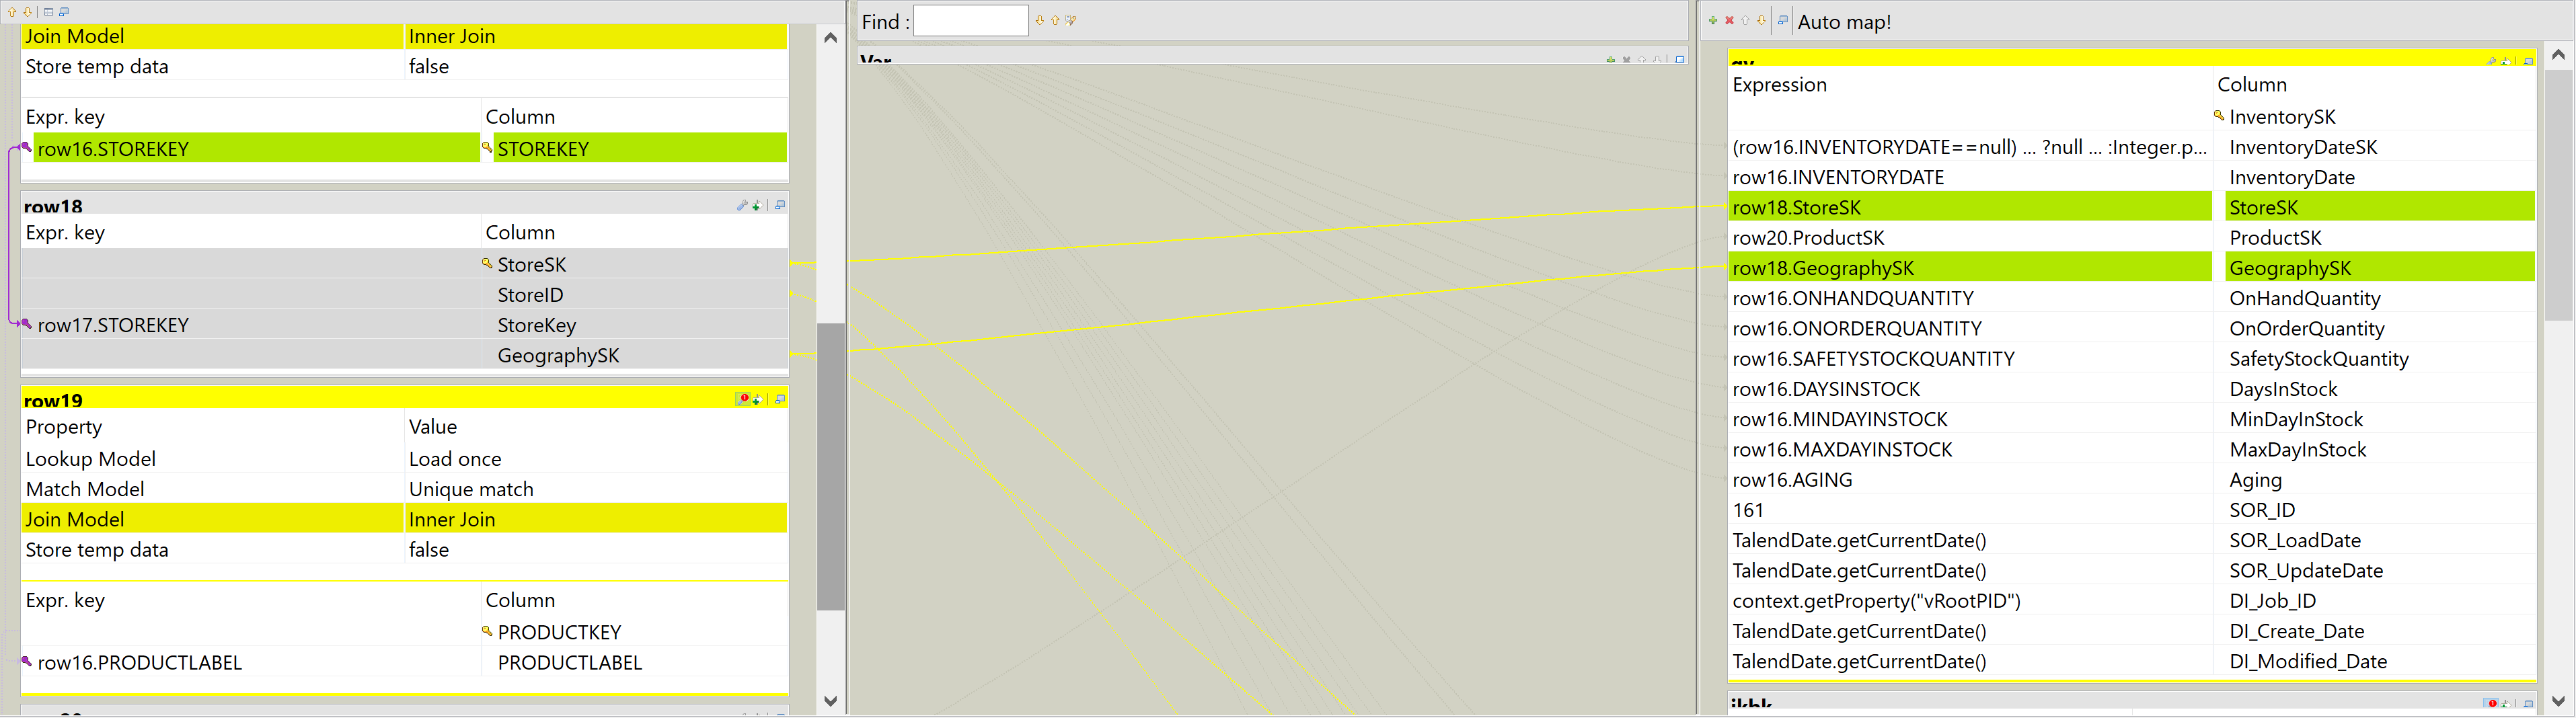 Join Model Inner Join
Store temp data false
Expr. key Column
row16.STOREKEY STOREKEY
row18
Expr. key Column
StoreSK
StoreID
row17.STOREKEY StoreKey
GeographySK
row19
Property Value
Lookup Model Load once
Match Model Unique match
Join Model Inner Join
Store temp data false
Expr. key Column
PRODUCTKEY
row16.PRODUCTLABEL PRODUCTLABEL
Find :
Var
Auto map!
Expression Column
InventorySK
(row16.INVENTORYDATE==null) ... ?null ... :Integer.p... InventoryDateSK
row16.INVENTORYDATE InventoryDate
row18.StoreSK StoreSK
row20.ProductSK ProductSK
row18.GeographySK GeographySK
row16.ONHANDQUANTITY OnHandQuantity
row16.ONORDERQUANTITY OnOrderQuantity
row16.SAFETYSTOCKQUANTITY SafetyStockQuantity
row16.DAYSINSTOCK DaysInStock
row16.MINDAYINSTOCK MinDayInStock
row16.MAXDAYINSTOCK MaxDayInStock
row16.AGING Aging
161 SOR_ID
TalendDate.getCurrentDate() SOR_LoadDate
TalendDate.getCurrentDate() SOR_UpdateDate
context.getProperty("vRootPID") DI_Job_ID
TalendDate.getCurrentDate() DI_Create_Date
TalendDate.getCurrentDate() DI_Modified_Date